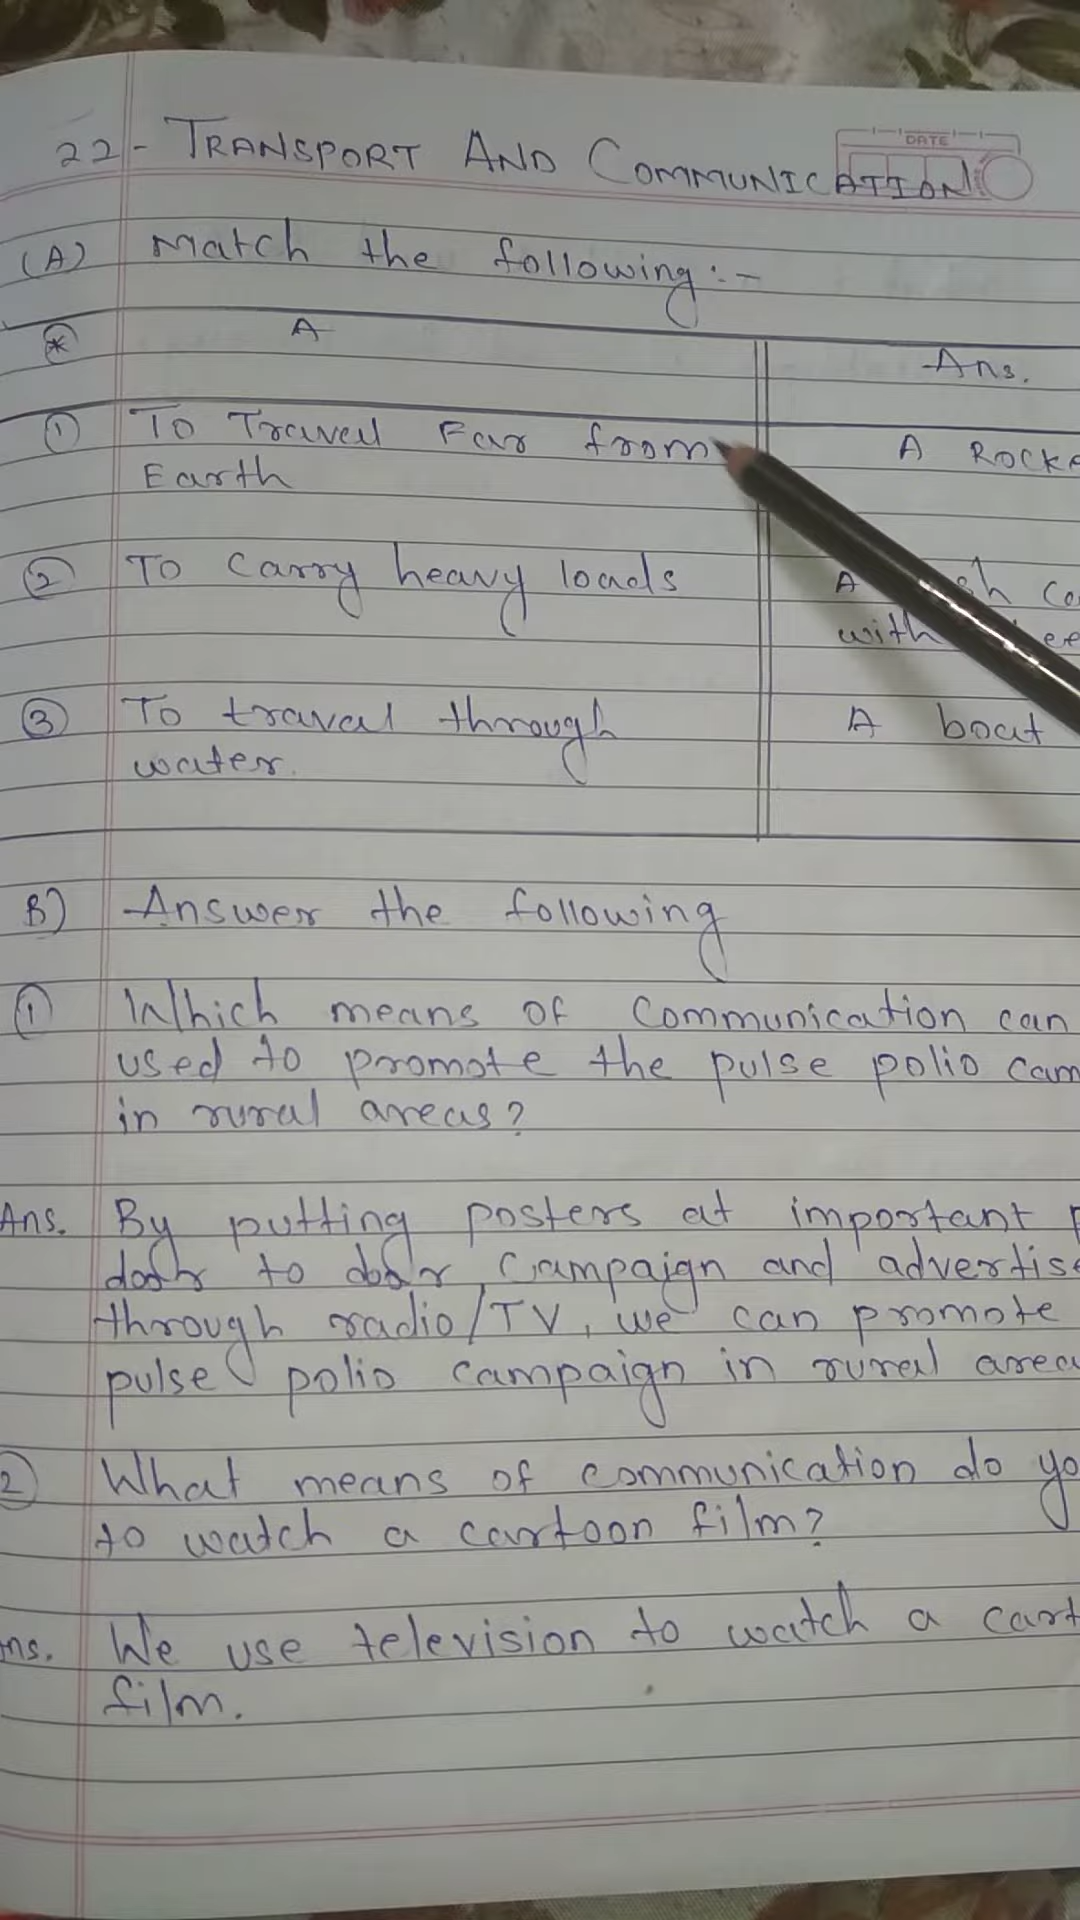 22- TRANSPORT AND COMMUNICATION
DATE
(A) Match the following :-
* A Ans.
① To Travel Far from A Rocke
Earth
② To carry heavy loads A
with
③ To traval through A boat
water.
B) Answer the following
① Which means of communication can
used to promote the pulse polio cam
in rural areas?
Ans. By putting posters at important p
door to door campaign and advertise
through radio/TV, we can promote
pulse polio campaign in rural area
2 What means of communication do yo
to watch a cartoon film?
ns. We use television to watch a cart
film.